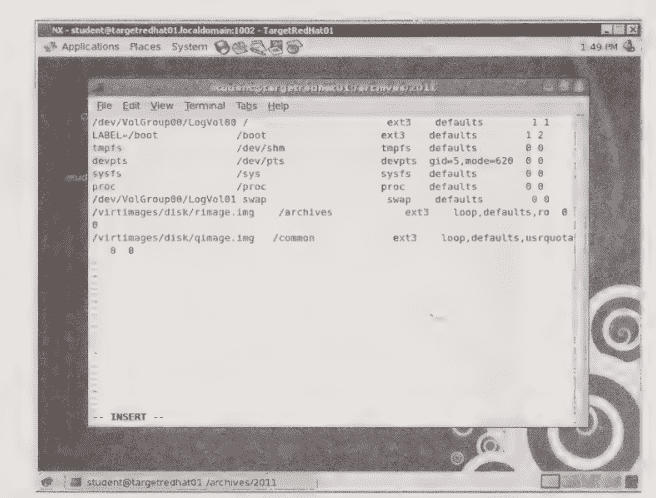 NX - student@targetredhat01.localdomain:1002 - TargetRedHat01
Applications Places System 1:49 PM
student@targetredhat01:/archives/2011
File Edit View Terminal Tabs Help
/dev/VolGroup00/LogVol00 / ext3 defaults 1 1
LABEL=/boot /boot ext3 defaults 1 2
tmpfs /dev/shm tmpfs defaults 0 0
devpts /dev/pts devpts gid=5,mode=620 0 0
sysfs /sys sysfs defaults 0 0
proc /proc proc defaults 0 0
/dev/VolGroup00/LogVol01 swap swap defaults 0 0
/virtimages/disk/rimage.img /archives ext3 loop,defaults,ro 0
0
/virtimages/disk/qimage.img /common ext3 loop,defaults,usrquota
0 0
-- INSERT --
student@targetredhat01:/archives/2011